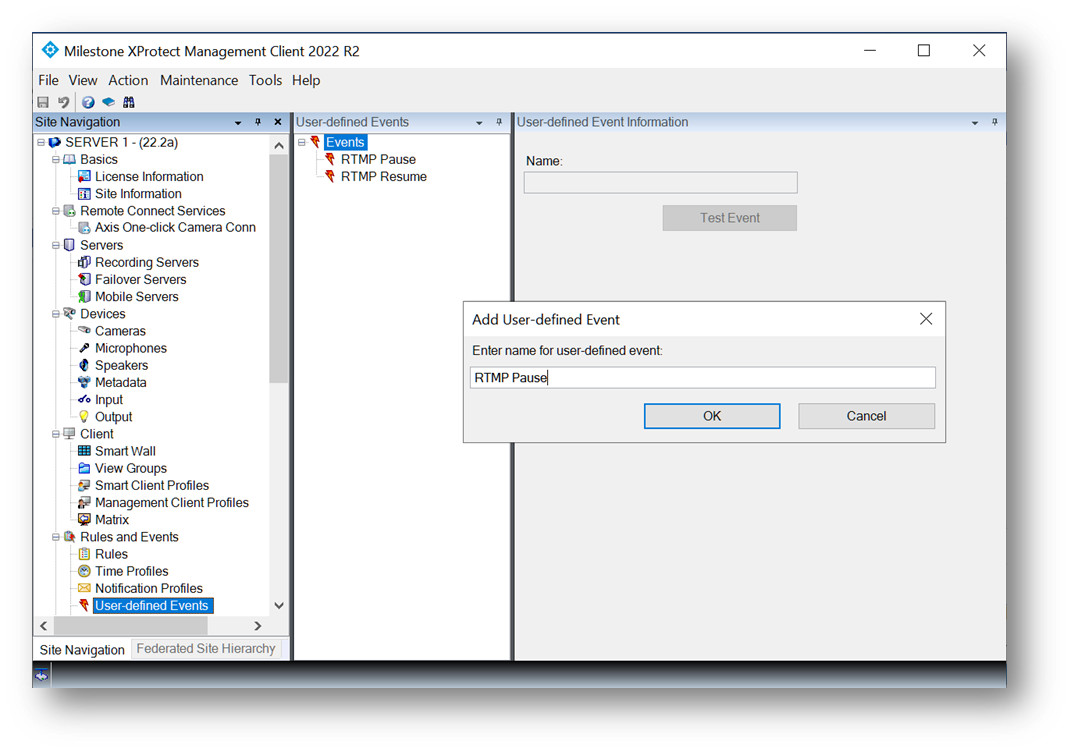 Milestone XProtect Management Client 2022 R2
File View Action Maintenance Tools Help
Site Navigation
SERVER 1 - (22.2a)
Basics
License Information
Site Information
Remote Connect Services
Axis One-click Camera Conn
Servers
Recording Servers
Failover Servers
Mobile Servers
Devices
Cameras
Microphones
Speakers
Metadata
Input
Output
Client
Smart Wall
View Groups
Smart Client Profiles
Management Client Profiles
Matrix
Rules and Events
Rules
Time Profiles
Notification Profiles
User-defined Events
Site Navigation Federated Site Hierarchy
User-defined Events
Events
RTMP Pause
RTMP Resume
User-defined Event Information
Name:
Test Event
Add User-defined Event
Enter name for user-defined event:
RTMP Pause
OK Cancel